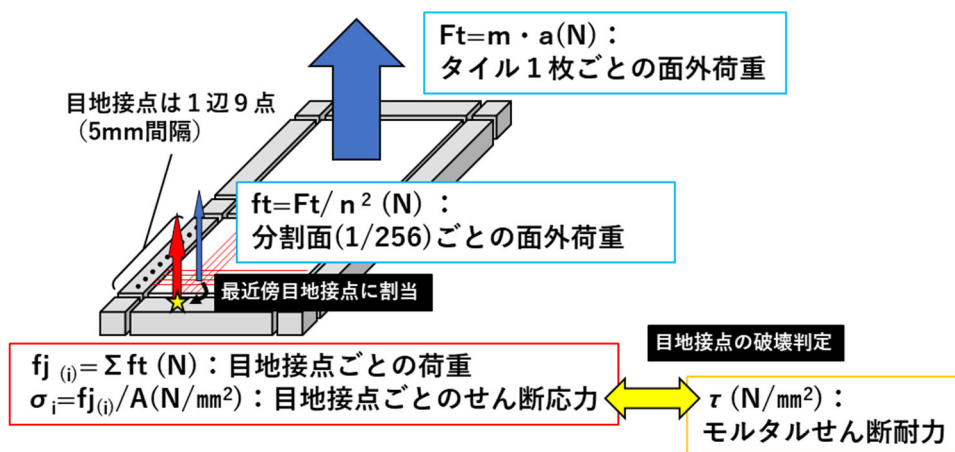 Ft=m・a(N)：
タイル１枚ごとの面外荷重
目地接点は１辺９点
（5mm間隔）
ft=Ft/ n² (N)：
分割面(1/256)ごとの面外荷重
最近傍目地接点に割当
fj (i)=Σft (N)：目地接点ごとの荷重
σi=fj(i)/A(N/㎜²)：目地接点ごとのせん断応力
目地接点の破壊判定
τ (N/㎜²)：
モルタルせん断耐力